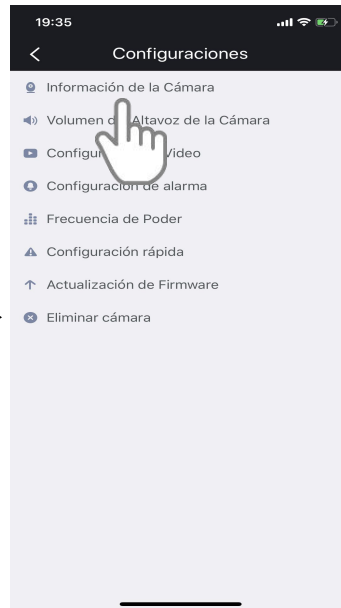 19:35
Configuraciones
Información de la Cámara
Volumen d Altavoz de la Cámara
Configur Video
Configuración de alarma
Frecuencia de Poder
Configuración rápida
Actualización de Firmware
Eliminar cámara